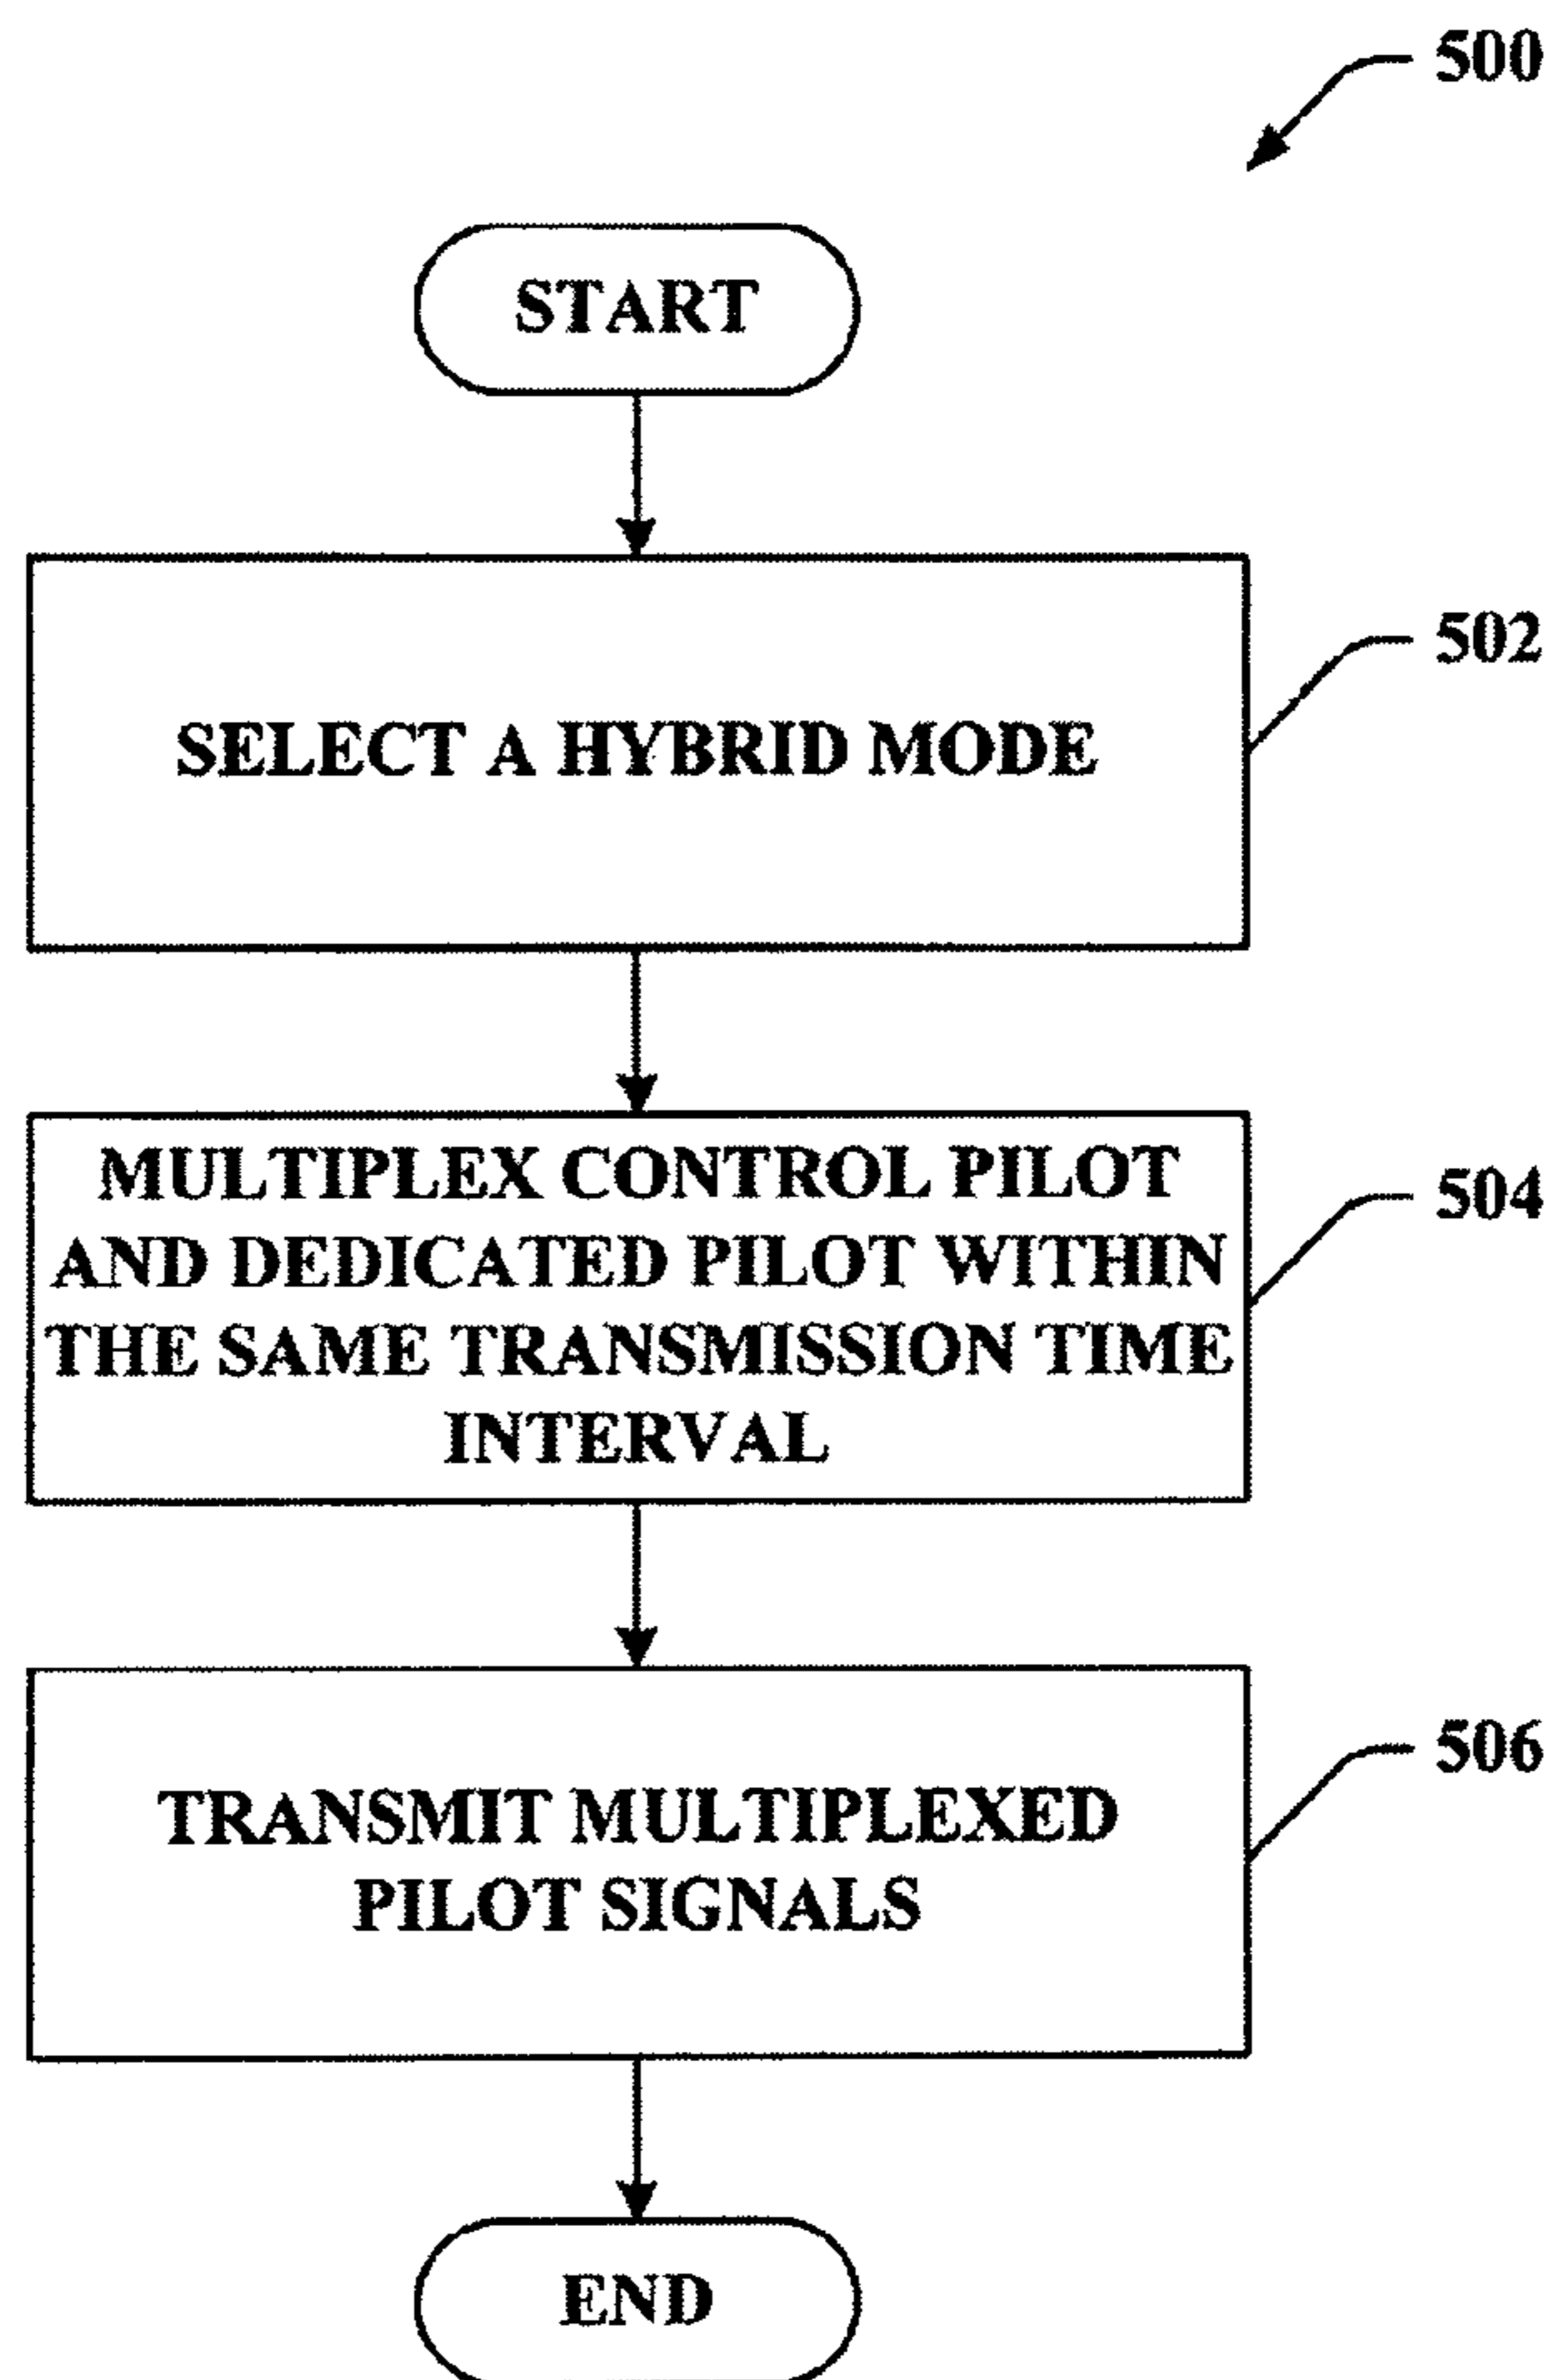 500
START
502
SELECT A HYBRID MODE
MULTIPLEX CONTROL PILOT
AND DEDICATED PILOT WITHIN
THE SAME TRANSMISSION TIME
INTERVAL
504
TRANSMIT MULTIPLEXED
PILOT SIGNALS
506
END